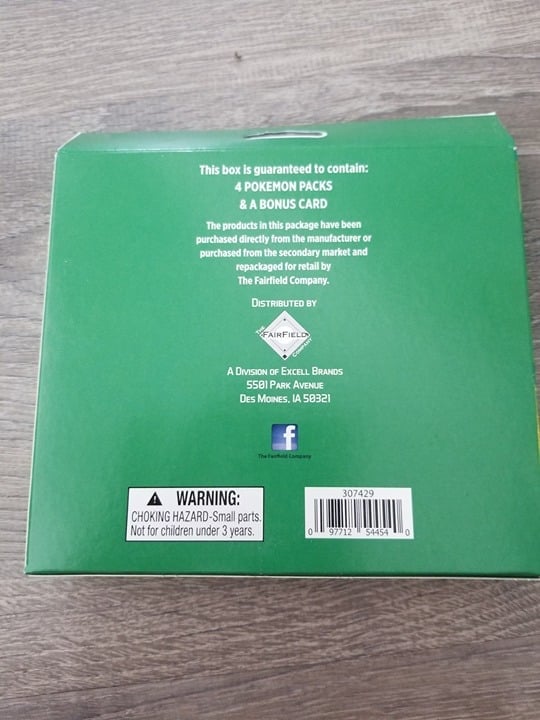 This box is guaranteed to contain:
4 POKEMON PACKS
& A BONUS CARD
The products in this package have been
purchased directly from the manufacturer or
purchased from the secondary market and
repackaged for retail by
The Fairfield Company.
DISTRIBUTED BY
THE
FAIRFIELD
COMPANY
A DIVISION OF EXCELL BRANDS
5501 PARK AVENUE
DES MOINES, IA 50321
f
The Fairfield Company
WARNING:
CHOKING HAZARD-Small parts.
Not for children under 3 years.
307429
0 97712 54454 0